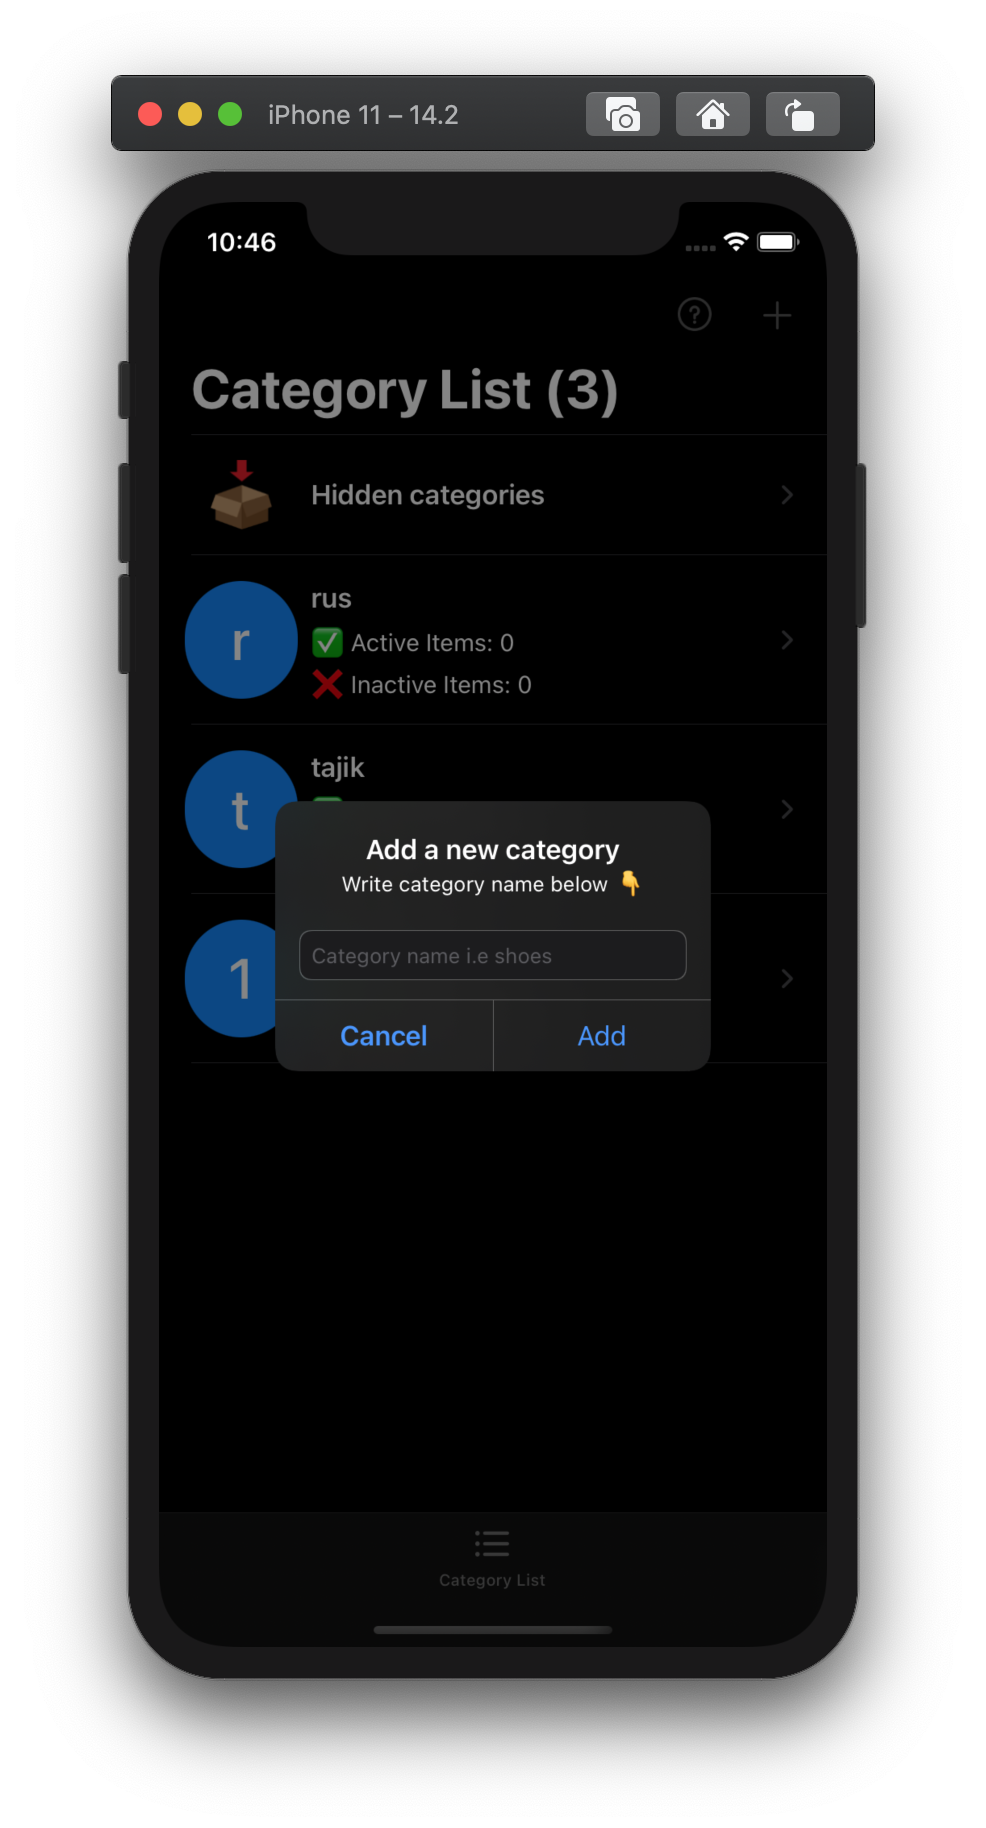 iPhone 11 – 14.2
10:46
Category List (3)
Hidden categories
r
rus
✅ Active Items: 0
❌ Inactive Items: 0
t
tajik
1
Add a new category
Write category name below 👇
Category name i.e shoes
Cancel
Add
Category List